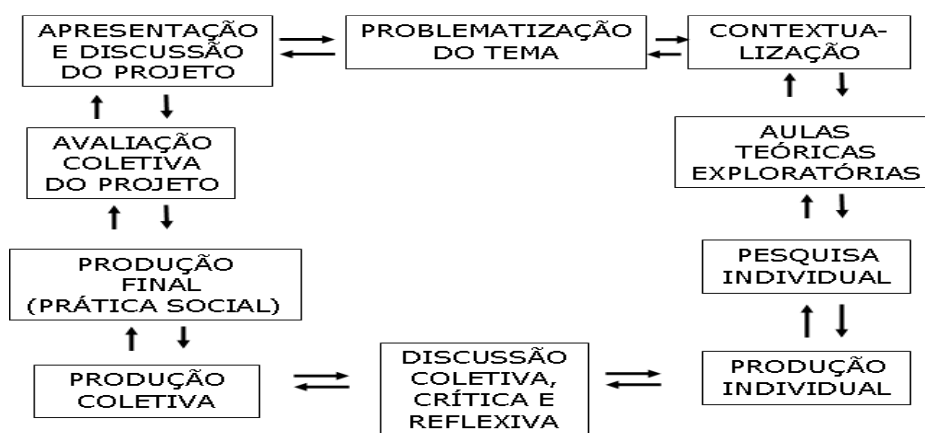 APRESENTAÇÃO
E DISCUSSÃO
DO PROJETO
PROBLEMATIZAÇÃO
DO TEMA
CONTEXTUA-
LIZAÇÃO
AVALIAÇÃO
COLETIVA
DO PROJETO
AULAS
TEÓRICAS
EXPLORATÓRIAS
PRODUÇÃO
FINAL
(PRÁTICA SOCIAL)
PESQUISA
INDIVIDUAL
PRODUÇÃO
COLETIVA
DISCUSSÃO
COLETIVA,
CRÍTICA E
REFLEXIVA
PRODUÇÃO
INDIVIDUAL